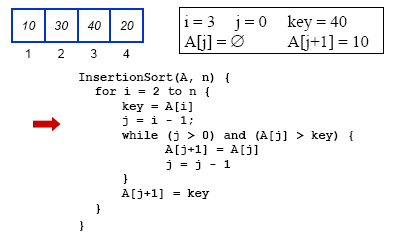 10 30 40 20
1 2 3 4
i = 3 j = 0 key = 40
A[j] = ∅ A[j+1] = 10
InsertionSort(A, n) {
for i = 2 to n {
key = A[i]
j = i - 1;
while (j > 0) and (A[j] > key) {
A[j+1] = A[j]
j = j - 1
}
A[j+1] = key
}
}